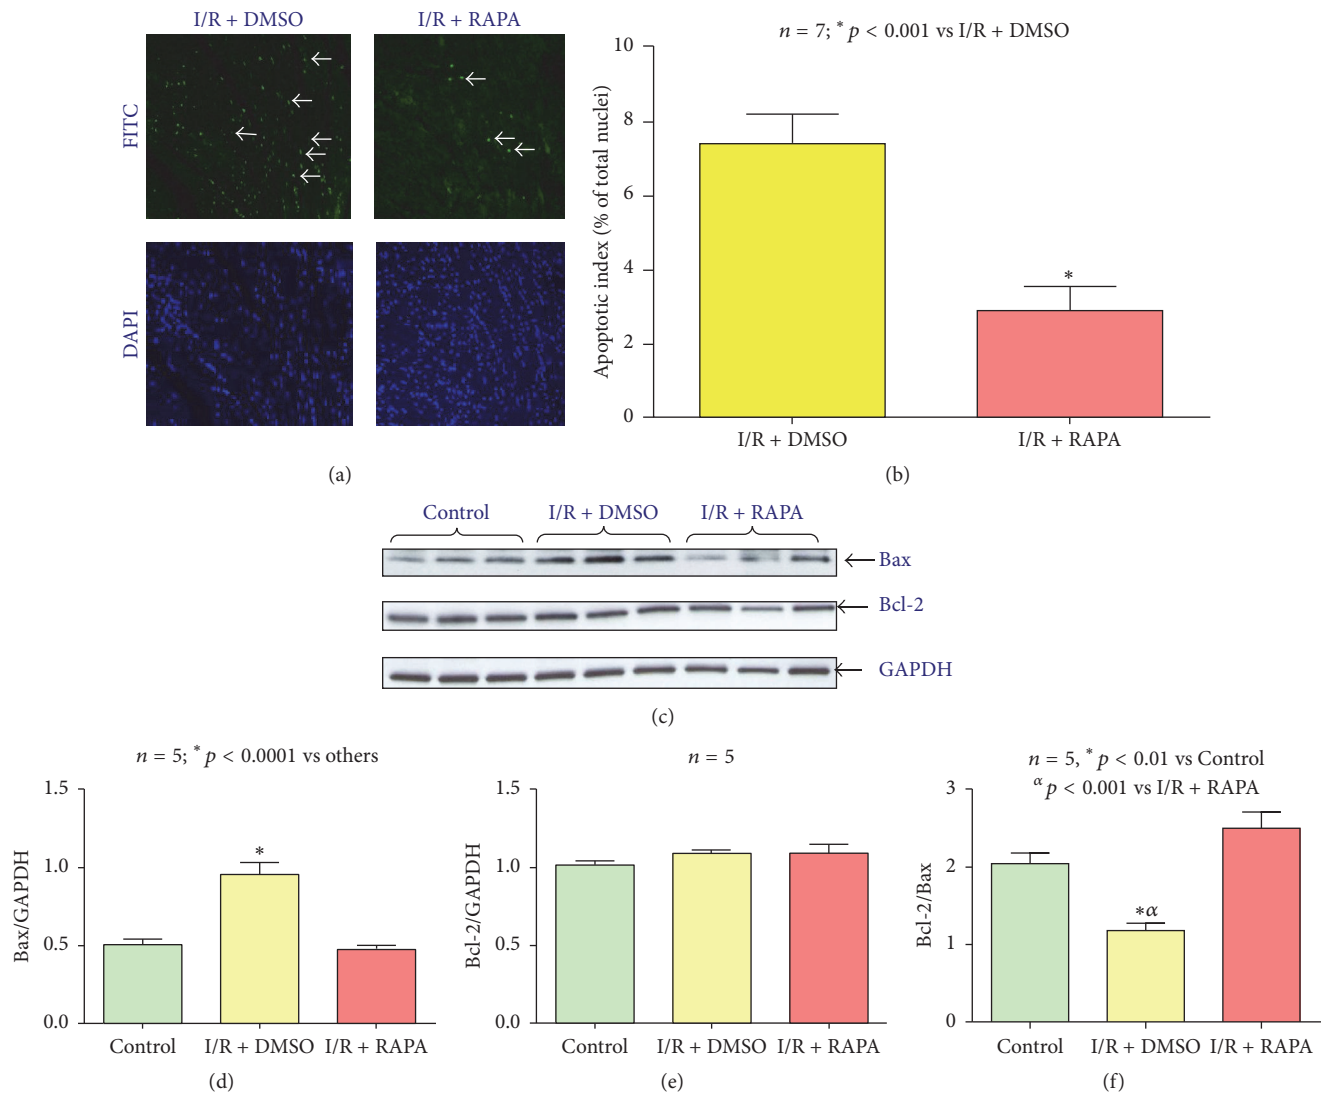 I/R + DMSO
I/R + RAPA
FITC
DAPI
(a)
n = 7; * p < 0.001 vs I/R + DMSO
Apoptotic index (% of total nuclei)
10
8
6
4
2
0
*
I/R + DMSO
I/R + RAPA
(b)
Control
I/R + DMSO
I/R + RAPA
Bax
Bcl-2
GAPDH
(c)
n = 5; * p < 0.0001 vs others
Bax/GAPDH
1.5
1.0
0.5
0.0
*
Control
I/R + DMSO
I/R + RAPA
(d)
n = 5
Bcl-2/GAPDH
1.5
1.0
0.5
0.0
Control
I/R + DMSO
I/R + RAPA
(e)
n = 5, * p < 0.01 vs Control
α p < 0.001 vs I/R + RAPA
Bcl-2/Bax
3
2
1
0
*α
Control
I/R + DMSO
I/R + RAPA
(f)